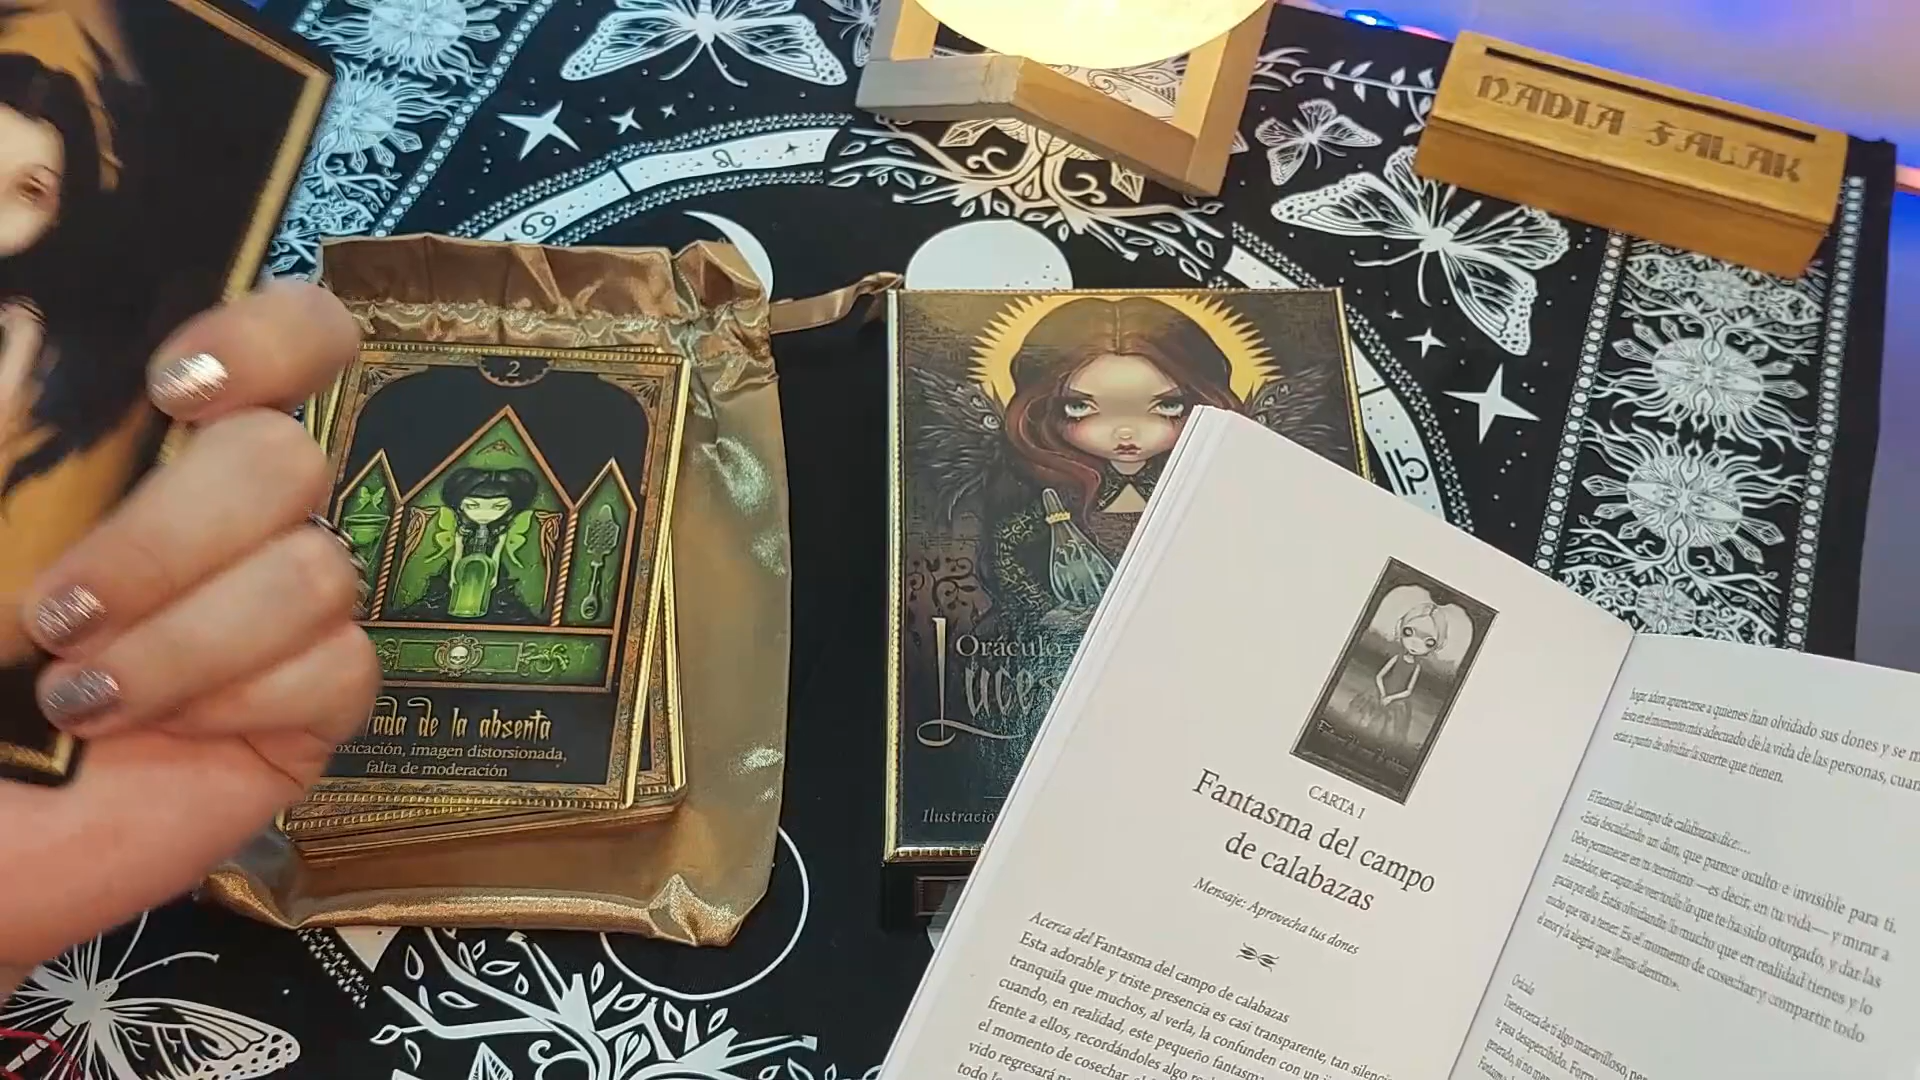 NADIA FALAK
2
ada de la absenta
oxicación, imagen distorsionada,
falta de moderación
Oráculo
Luces
Ilustracio
CARTA 1
Fantasma del campo
de calabazas
Mensaje: Aprovecha tus dones
Acerca del Fantasma del campo de calabazas
Esta adorable y triste presencia es casi transparente, tan silenci
tranquila que muchos, al verla, la confunden con un
cuando, en realidad, este pequeño fantasm
frente a ellos, recordándoles algo re
el momento de cosechar
vido regresará
todo l
hogar, adora aparecerse a quienes han olvidado sus dones y se m
en el momento más adecuado de la vida de las personas, cuan
están a punto de olvidar la suerte que tienen.
El Fantasma del campo de calabazas dice:...
«Estás descuidando un don, que parece oculto e invisible para ti.
Debes permanecer en tu territorio —es decir, en tu vida— y mirar a
tu alrededor, ser capaz de ver todo lo que te ha sido otorgado, y dar las
gracias por ello. Estás olvidando lo mucho que en realidad tienes y lo
mucho que vas a tener. Es el momento de cosechar y compartir todo
el amor y la alegría que llevas dentro».
Oráculo
Tienes cerca de ti algo maravilloso, pe
te pasa desapercibido.